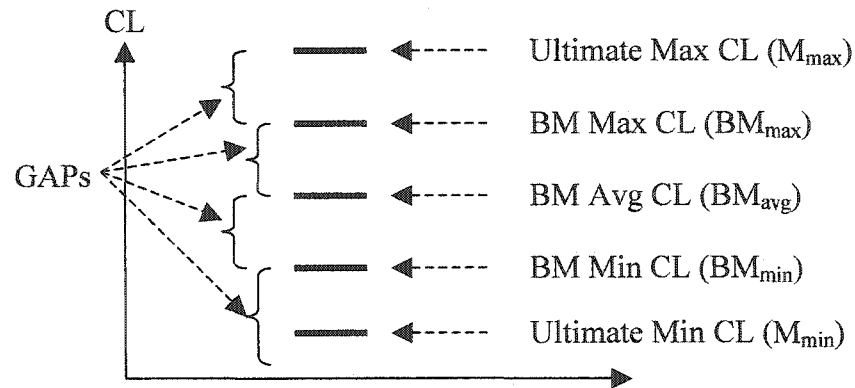 CL
Ultimate Max CL (Mmax)
BM Max CL (BMmax)
GAPs
BM Avg CL (BMavg)
BM Min CL (BMmin)
Ultimate Min CL (Mmin)